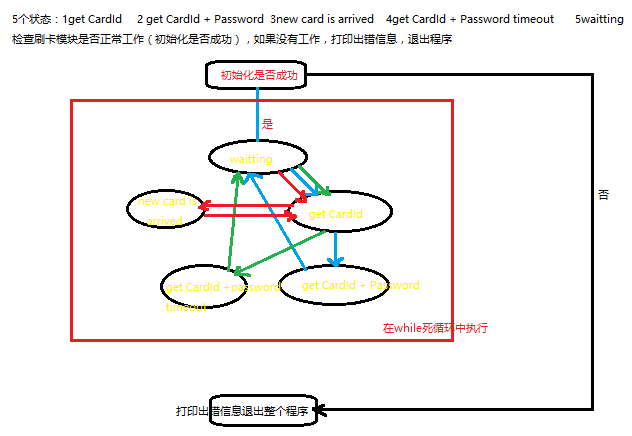 5个状态：1get CardId 2 get CardId + Password 3new card is arrived 4get CardId + Password timeout 5waitting
检查刷卡模块是否正常工作（初始化是否成功），如果没有工作，打印出错信息，退出程序
初始化是否成功
是
waitting
否
new card is
arrived
get CardId
get CardId +password
timeout
get CardId + Password
在while死循环中执行
打印出错信息退出整个程序